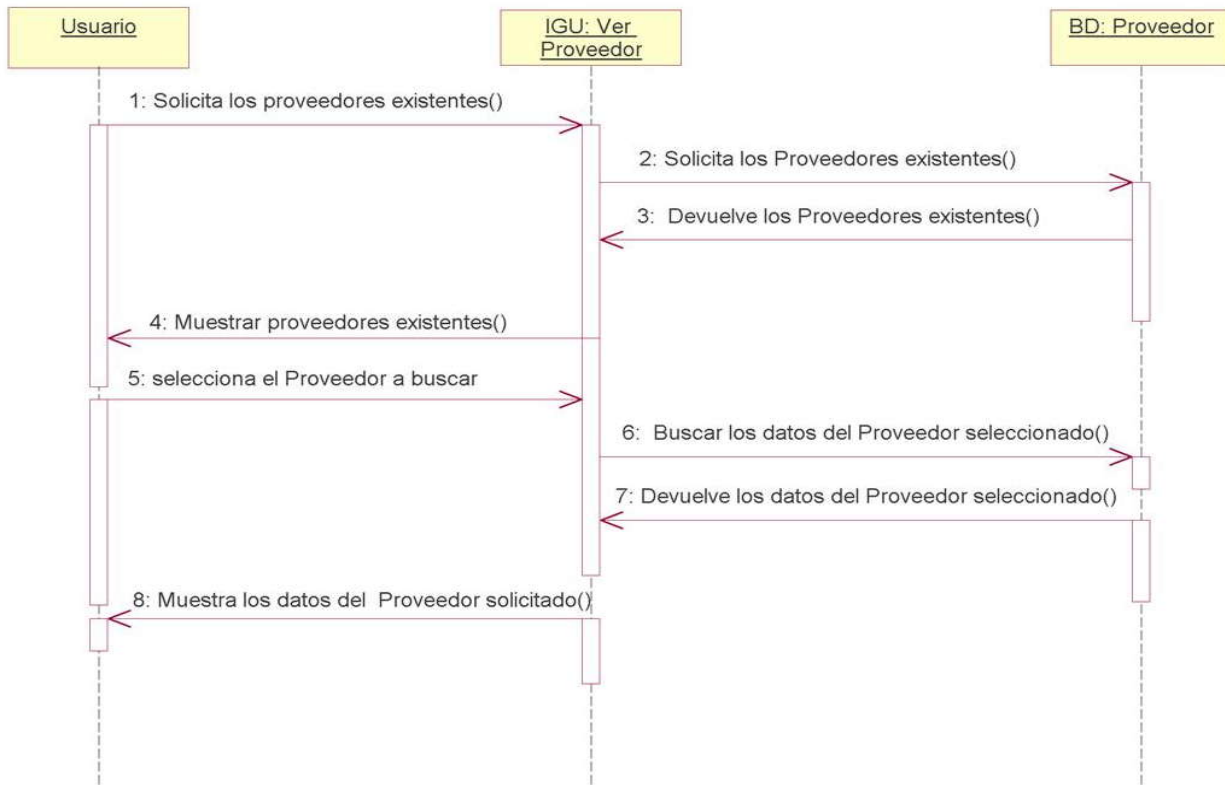 Usuario
IGU: Ver
Proveedor
BD: Proveedor
1: Solicita los proveedores existentes()
2: Solicita los Proveedores existentes()
3: Devuelve los Proveedores existentes()
4: Muestrar proveedores existentes()
5: selecciona el Proveedor a buscar
6: Buscar los datos del Proveedor seleccionado()
7: Devuelve los datos del Proveedor seleccionado()
8: Muestra los datos del Proveedor solicitado()